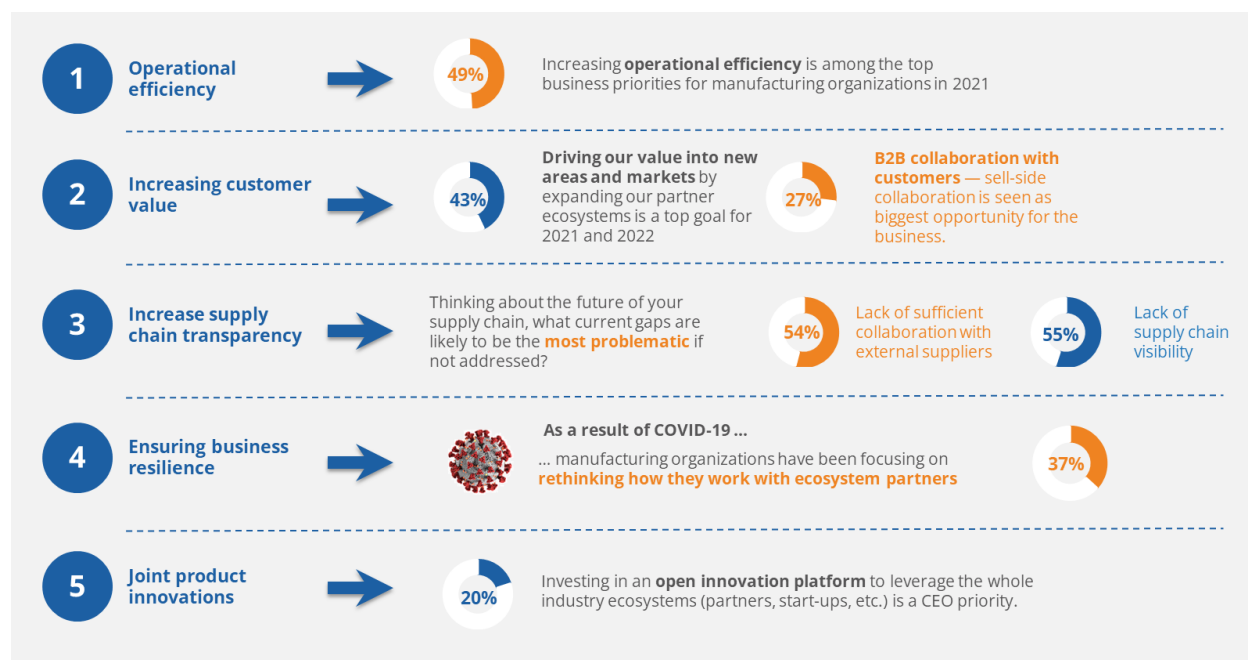 1
Operational
efficiency
49%
Increasing operational efficiency is among the top
business priorities for manufacturing organizations in 2021
2
Increasing customer
value
43%
Driving our value into new
areas and markets by
expanding our partner
ecosystems is a top goal for
2021 and 2022
27%
B2B collaboration with
customers — sell-side
collaboration is seen as
biggest opportunity for the
business.
3
Increase supply
chain transparency
Thinking about the future of your
supply chain, what current gaps are
likely to be the most problematic if
not addressed?
54%
Lack of sufficient
collaboration with
external suppliers
55%
Lack of
supply chain
visibility
4
Ensuring business
resilience
As a result of COVID-19 ...
... manufacturing organizations have been focusing on
rethinking how they work with ecosystem partners
37%
5
Joint product
innovations
20%
Investing in an open innovation platform to leverage the whole
industry ecosystems (partners, start-ups, etc.) is a CEO priority.